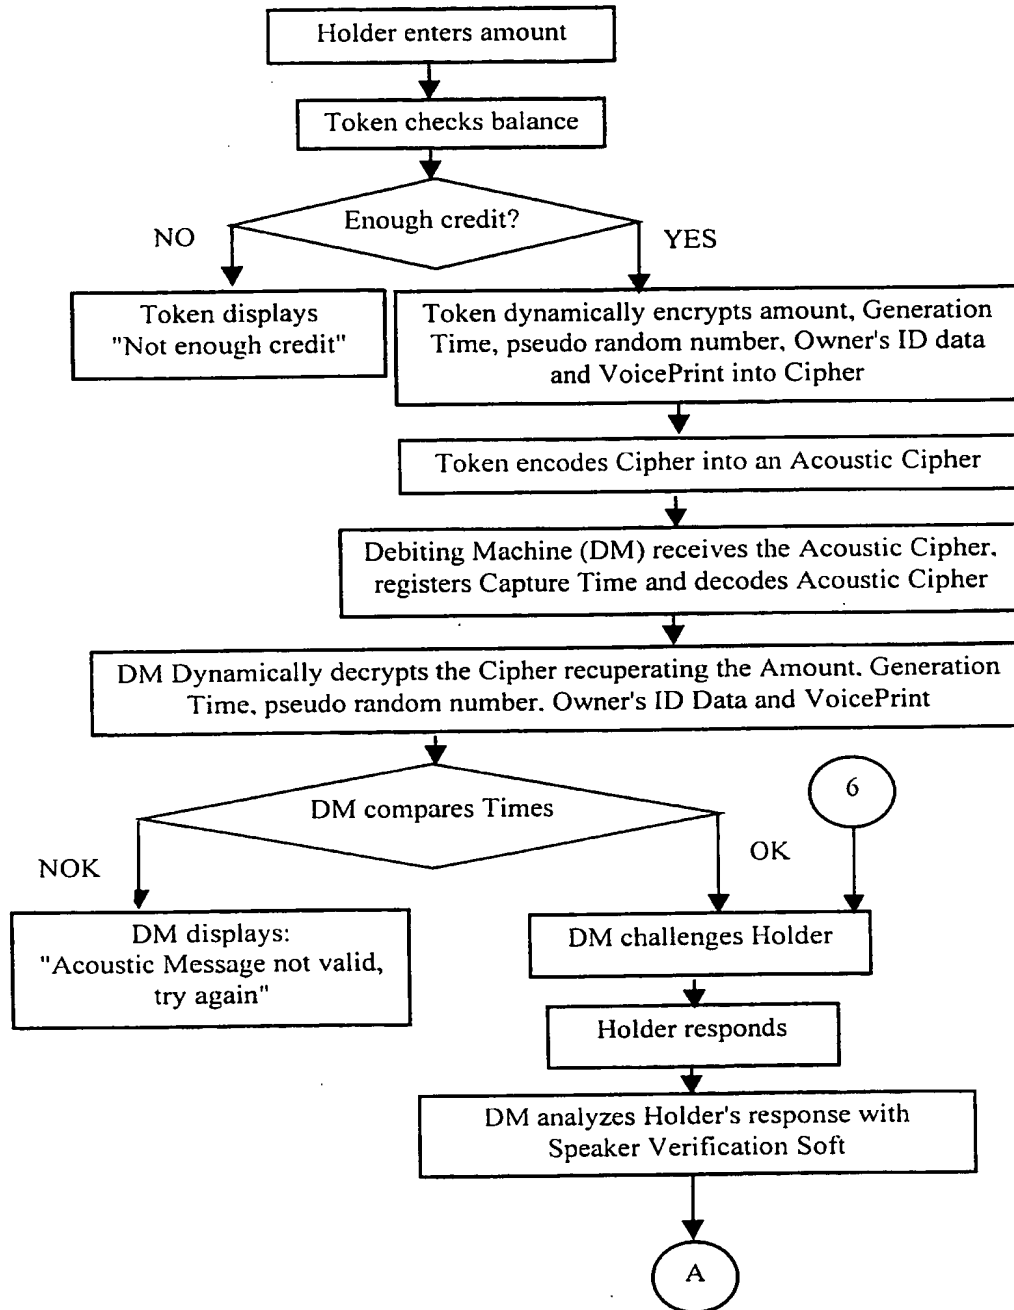 Holder enters amount
Token checks balance
Enough credit?
NO
YES
Token displays
"Not enough credit"
Token dynamically encrypts amount, Generation
Time, pseudo random number, Owner's ID data
and VoicePrint into Cipher
Token encodes Cipher into an Acoustic Cipher
Debiting Machine (DM) receives the Acoustic Cipher,
registers Capture Time and decodes Acoustic Cipher
DM Dynamically decrypts the Cipher recuperating the Amount. Generation
Time, pseudo random number. Owner's ID Data and VoicePrint
DM compares Times
6
NOK
OK
DM displays:
"Acoustic Message not valid,
try again"
DM challenges Holder
Holder responds
DM analyzes Holder's response with
Speaker Verification Soft
A